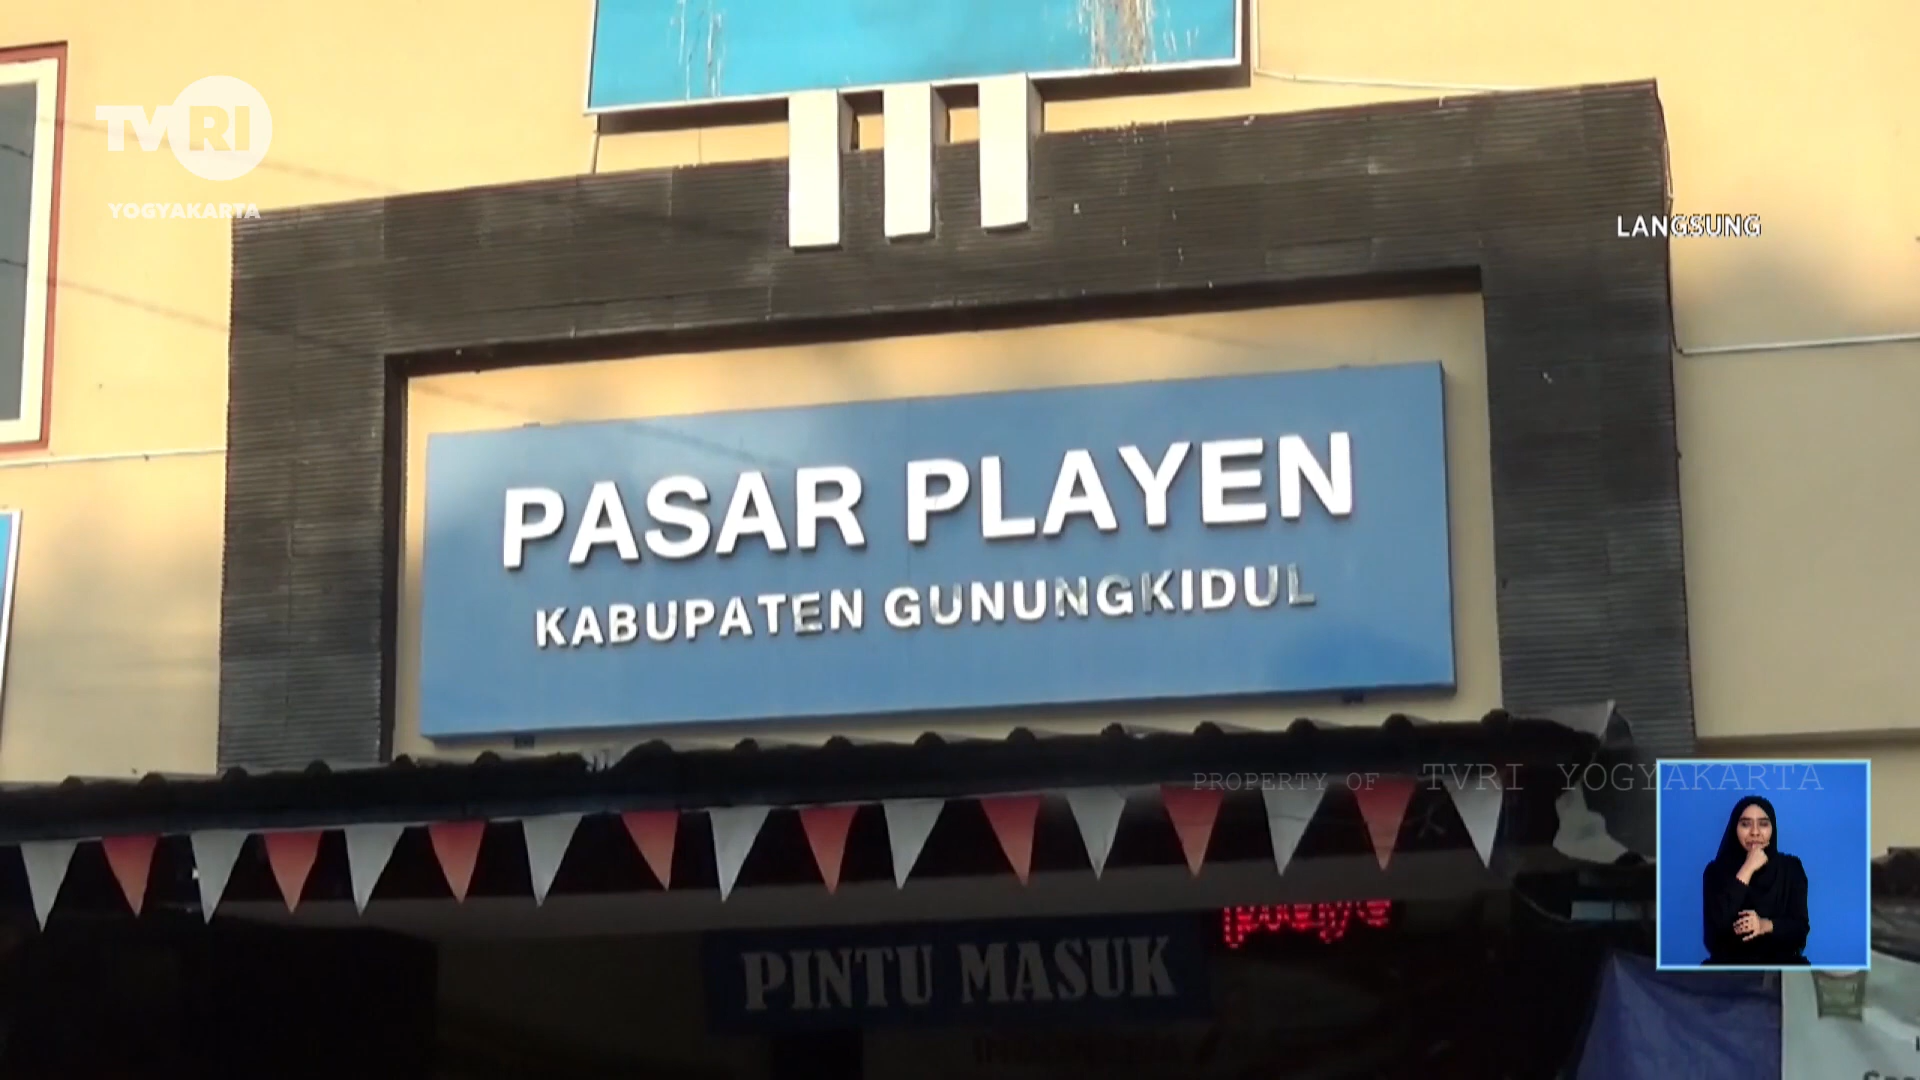 TVRI
YOGYAKARTA
LANGSUNG
PASAR PLAYEN
KABUPATEN GUNUNGKIDUL
PROPERTY OF TVRI YOGYAKARTA
PINTU MASUK